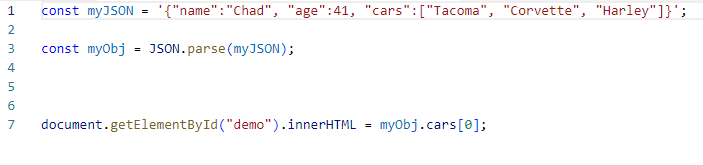 1 const myJSON = '{"name":"Chad", "age":41, "cars":["Tacoma", "Corvette", "Harley"]}';
2
3 const myObj = JSON.parse(myJSON);
4
5
6
7 document.getElementById("demo").innerHTML = myObj.cars[0];